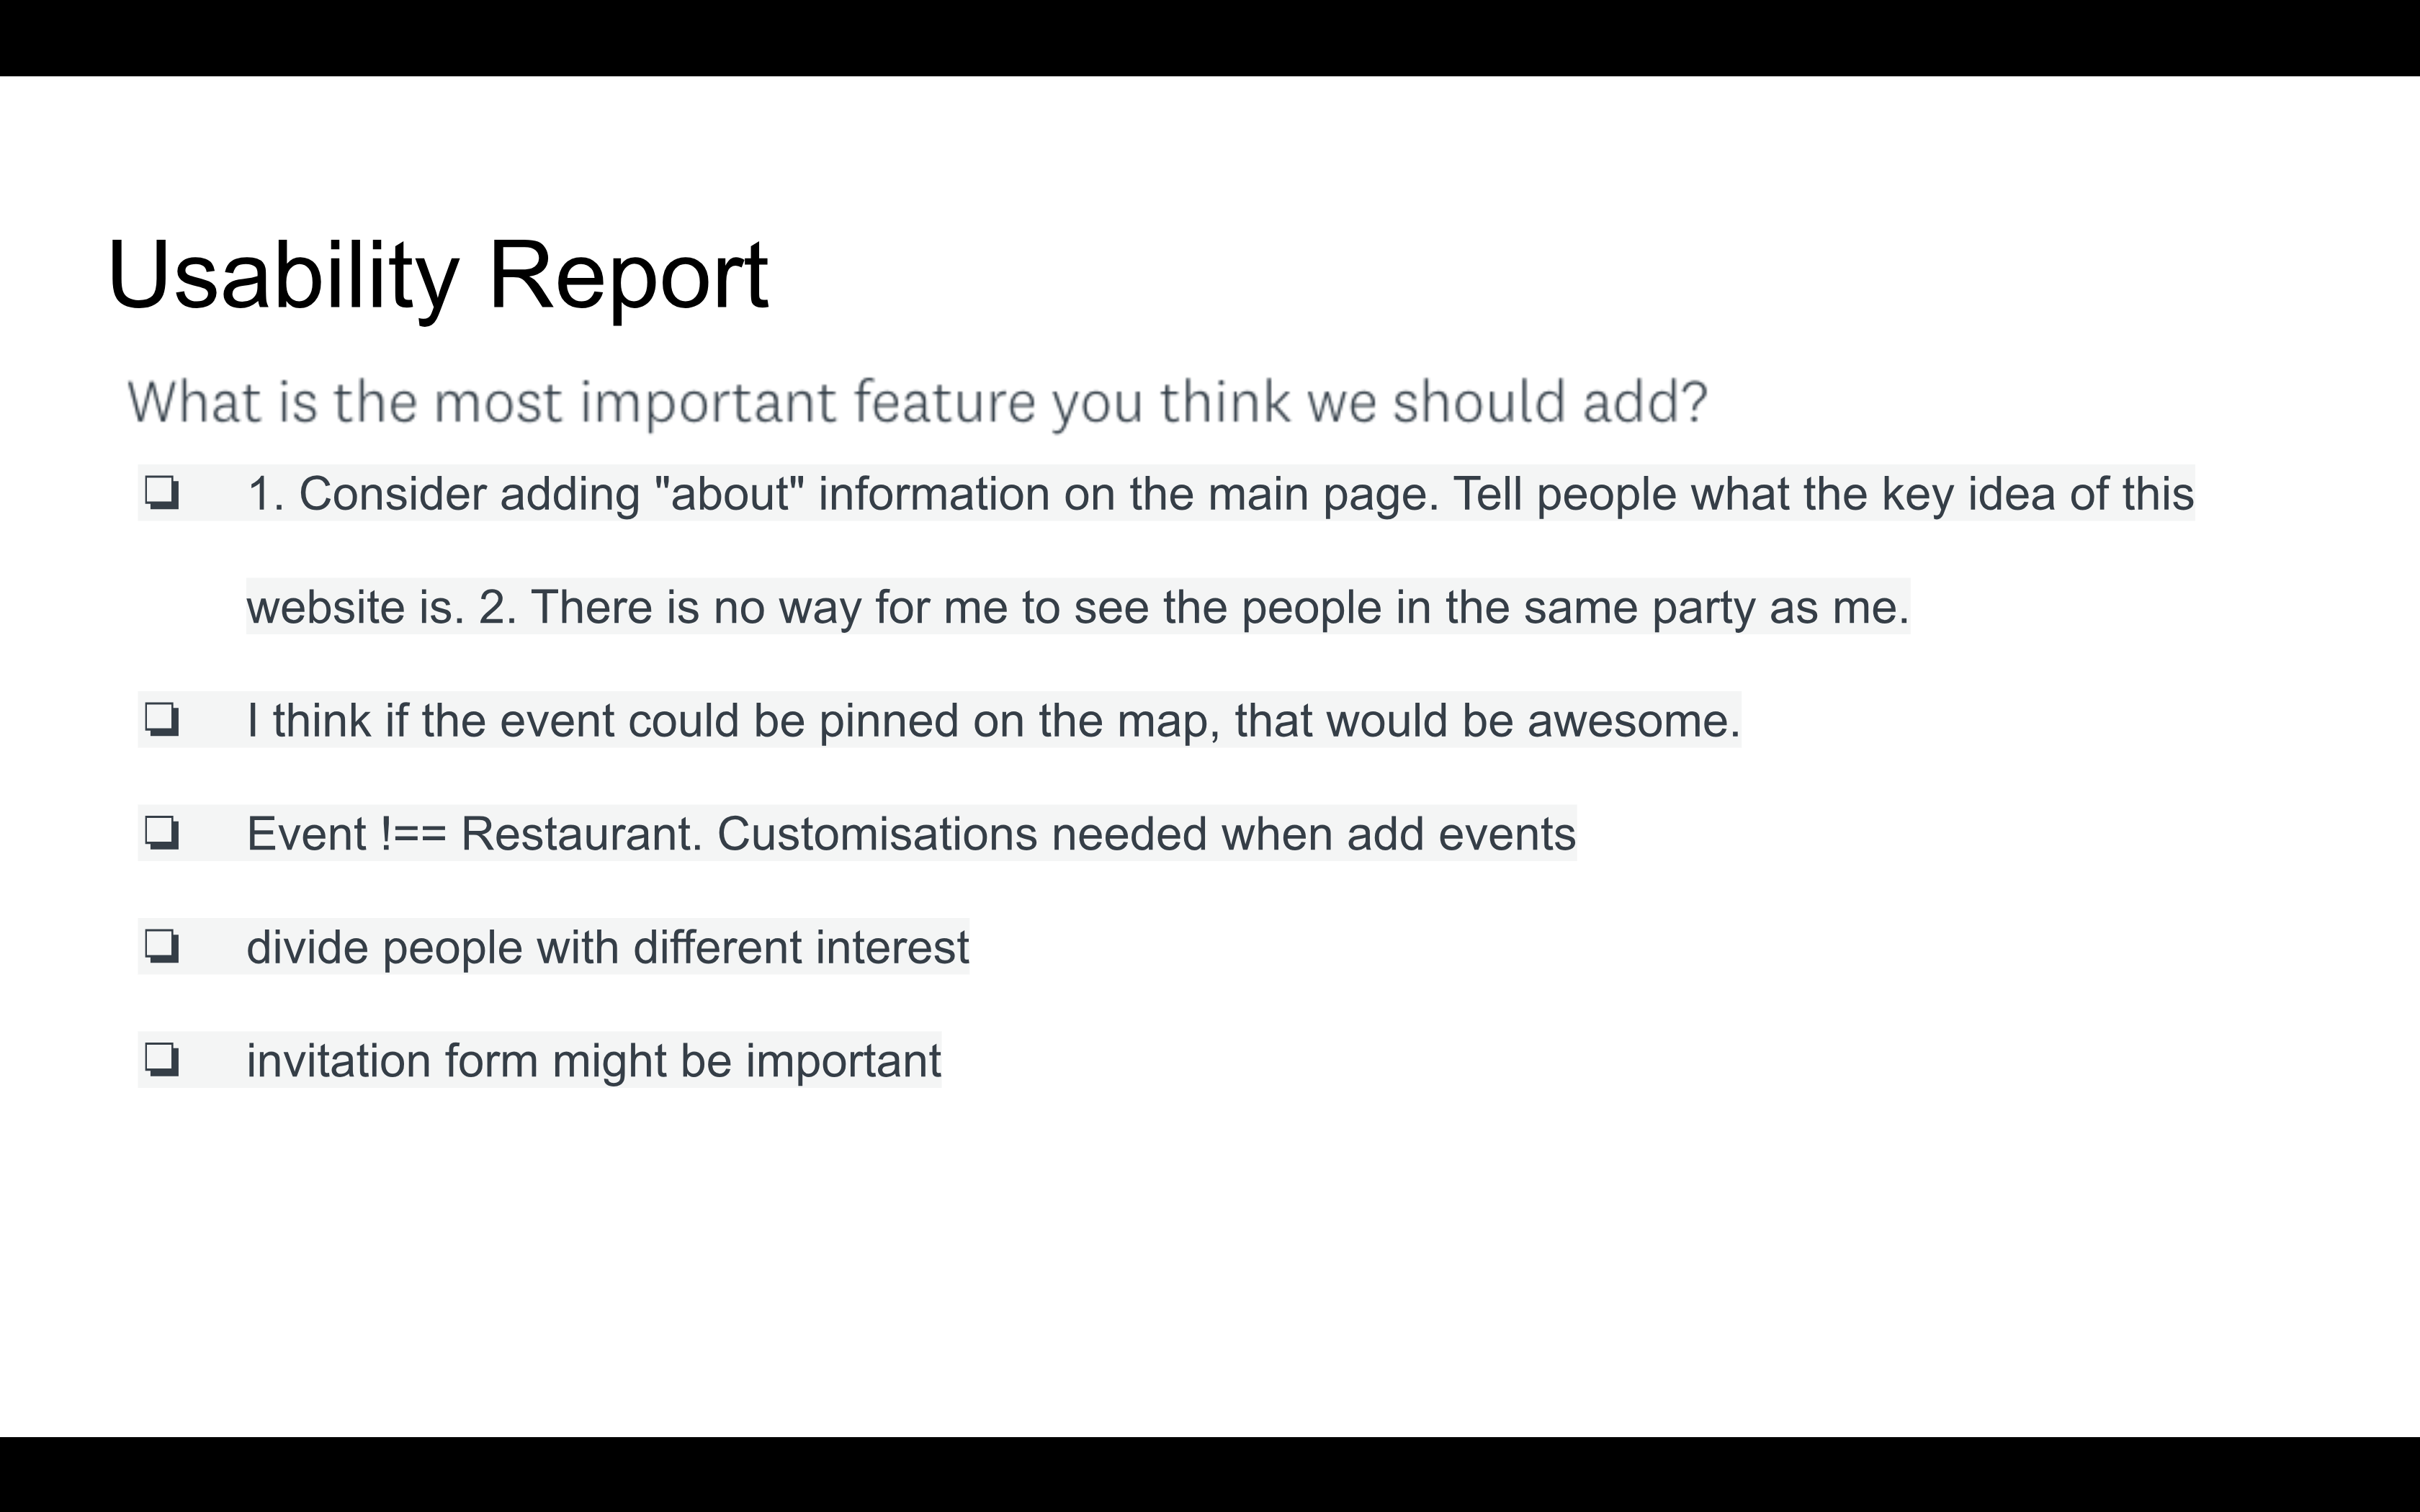 Usability Report
What is the most important feature you think we should add?
❏ 1. Consider adding "about" information on the main page. Tell people what the key idea of this
website is. 2. There is no way for me to see the people in the same party as me.
❏ I think if the event could be pinned on the map, that would be awesome.
❏ Event !== Restaurant. Customisations needed when add events
❏ divide people with different interest
❏ invitation form might be important